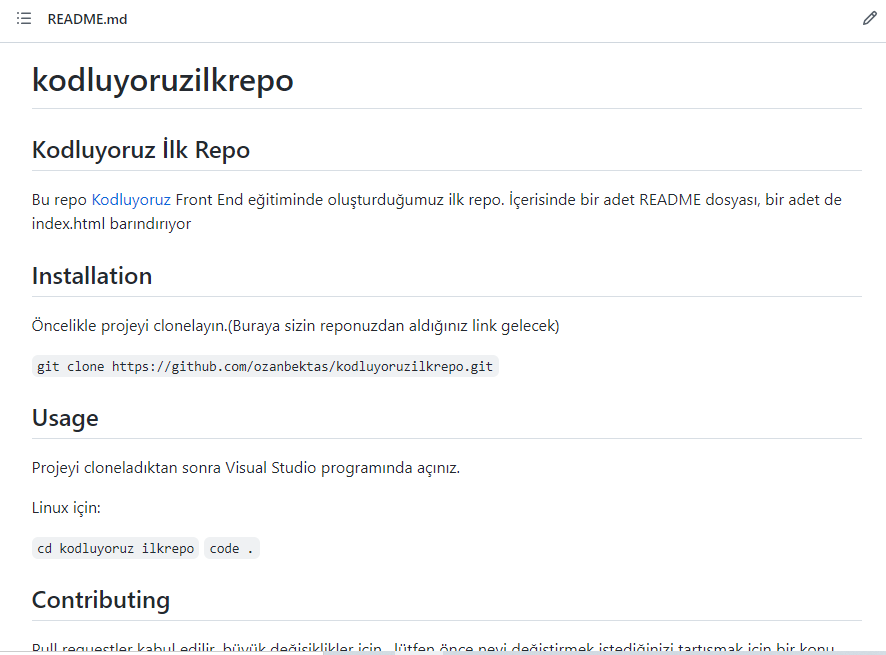 README.md
kodluyoruzilkrepo
Kodluyoruz İlk Repo
Bu repo Kodluyoruz Front End eğitiminde oluşturduğumuz ilk repo. İçerisinde bir adet README dosyası, bir adet de
index.html barındırıyor
Installation
Öncelikle projeyi clonelayın.(Buraya sizin reponuzdan aldığınız link gelecek)
git clone https://github.com/ozanbektas/kodluyoruzilkrepo.git
Usage
Projeyi cloneladıktan sonra Visual Studio programında açınız.
Linux için:
cd kodluyoruz ilkrepo code .
Contributing
Pull requestler kabul edilir. büyük değişiklikler için , lütfen önce neyi değiştirmek istediğinizi tartışmak için bir konu